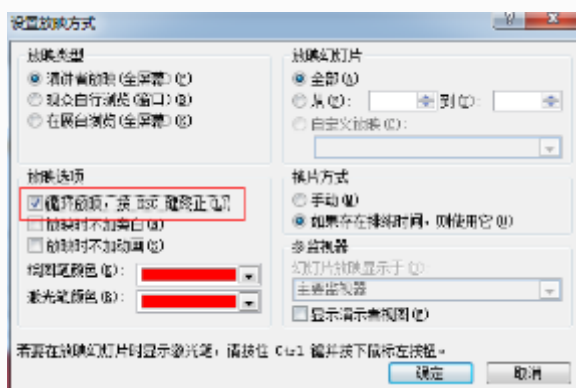 设置放映方式
放映类型
演讲者放映(全屏幕)(P)
观众自行浏览(窗口)(B)
在展台浏览(全屏幕)(K)
放映选项
循环放映,按 ESC 键终止(L)
放映时不加旁白(N)
放映时不加动画(S)
绘图笔颜色(E):
激光笔颜色(R):
放映幻灯片
全部(A)
从(F): 到(T):
自定义放映(C):
换片方式
手动(M)
如果存在排练时间，则使用它(U)
多监视器
幻灯片放映显示于(O):
主要监视器
显示演示者视图(P)
若要在放映幻灯片时显示激光笔，请按住 Ctrl 键并按下鼠标左按钮。
确定 取消